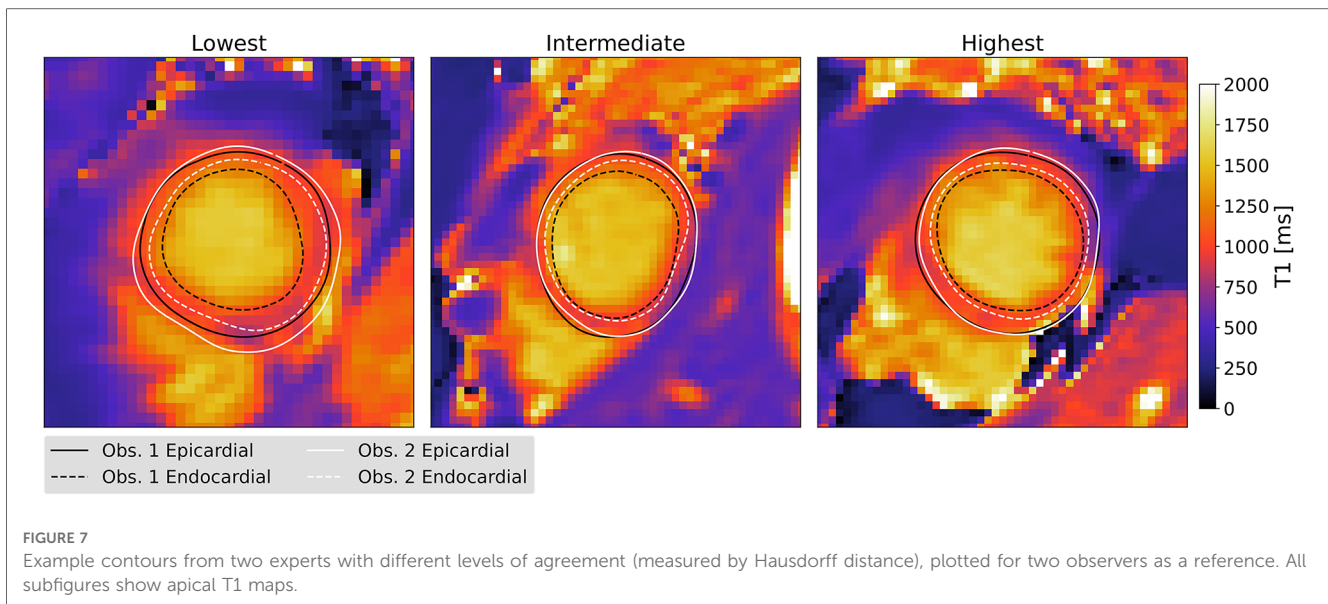 Lowest
Intermediate
Highest
2000
1750
1500
1250
1000
750
500
250
0
T1 [ms]
Obs. 1 Epicardial
Obs. 2 Epicardial
Obs. 1 Endocardial
Obs. 2 Endocardial
FIGURE 7
Example contours from two experts with different levels of agreement (measured by Hausdorff distance), plotted for two observers as a reference. All
subfigures show apical T1 maps.